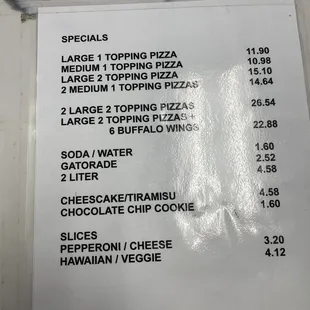 SPECIALS
LARGE 1 TOPPING PIZZA 11.90
MEDIUM 1 TOPPING PIZZA 10.98
LARGE 2 TOPPING PIZZA 15.10
2 MEDIUM 1 TOPPING PIZZAS 14.64
2 LARGE 2 TOPPING PIZZAS 26.54
LARGE 2 TOPPING PIZZAS +
6 BUFFALO WINGS 22.88
SODA / WATER 1.60
GATORADE 2.52
2 LITER 4.58
CHEESCAKE/TIRAMISU 4.58
CHOCOLATE CHIP COOKIE 1.60
SLICES
PEPPERONI / CHEESE 3.20
HAWAIIAN / VEGGIE 4.12